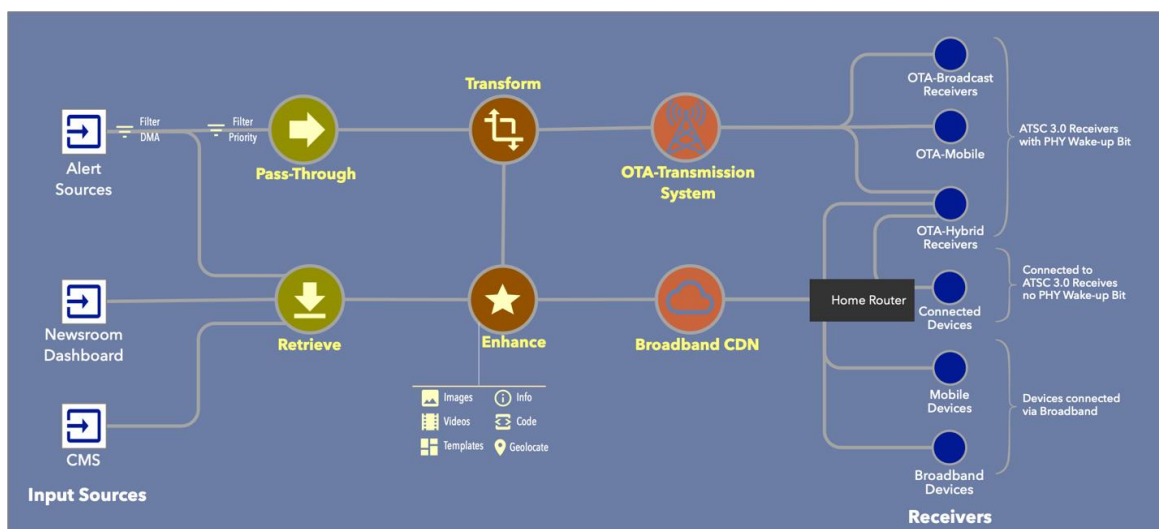 Transform
OTA-Broadcast
Receivers
Filter
DMA
Filter
Priority
ATSC 3.0 Receivers
with PHY Wake-up Bit
OTA-Mobile
Alert
Sources
Pass-Through
OTA-Transmission
System
OTA-Hybrid
Receivers
Connected to
ATSC 3.0 Receives
no PHY Wake-up Bit
Home Router
Connected
Devices
Newsroom
Dashboard
Retrieve
Enhance
Broadband CDN
Images
Info
Videos
Code
Templates
Geolocate
Mobile
Devices
Devices connected
via Broadband
CMS
Broadband
Devices
Input Sources
Receivers